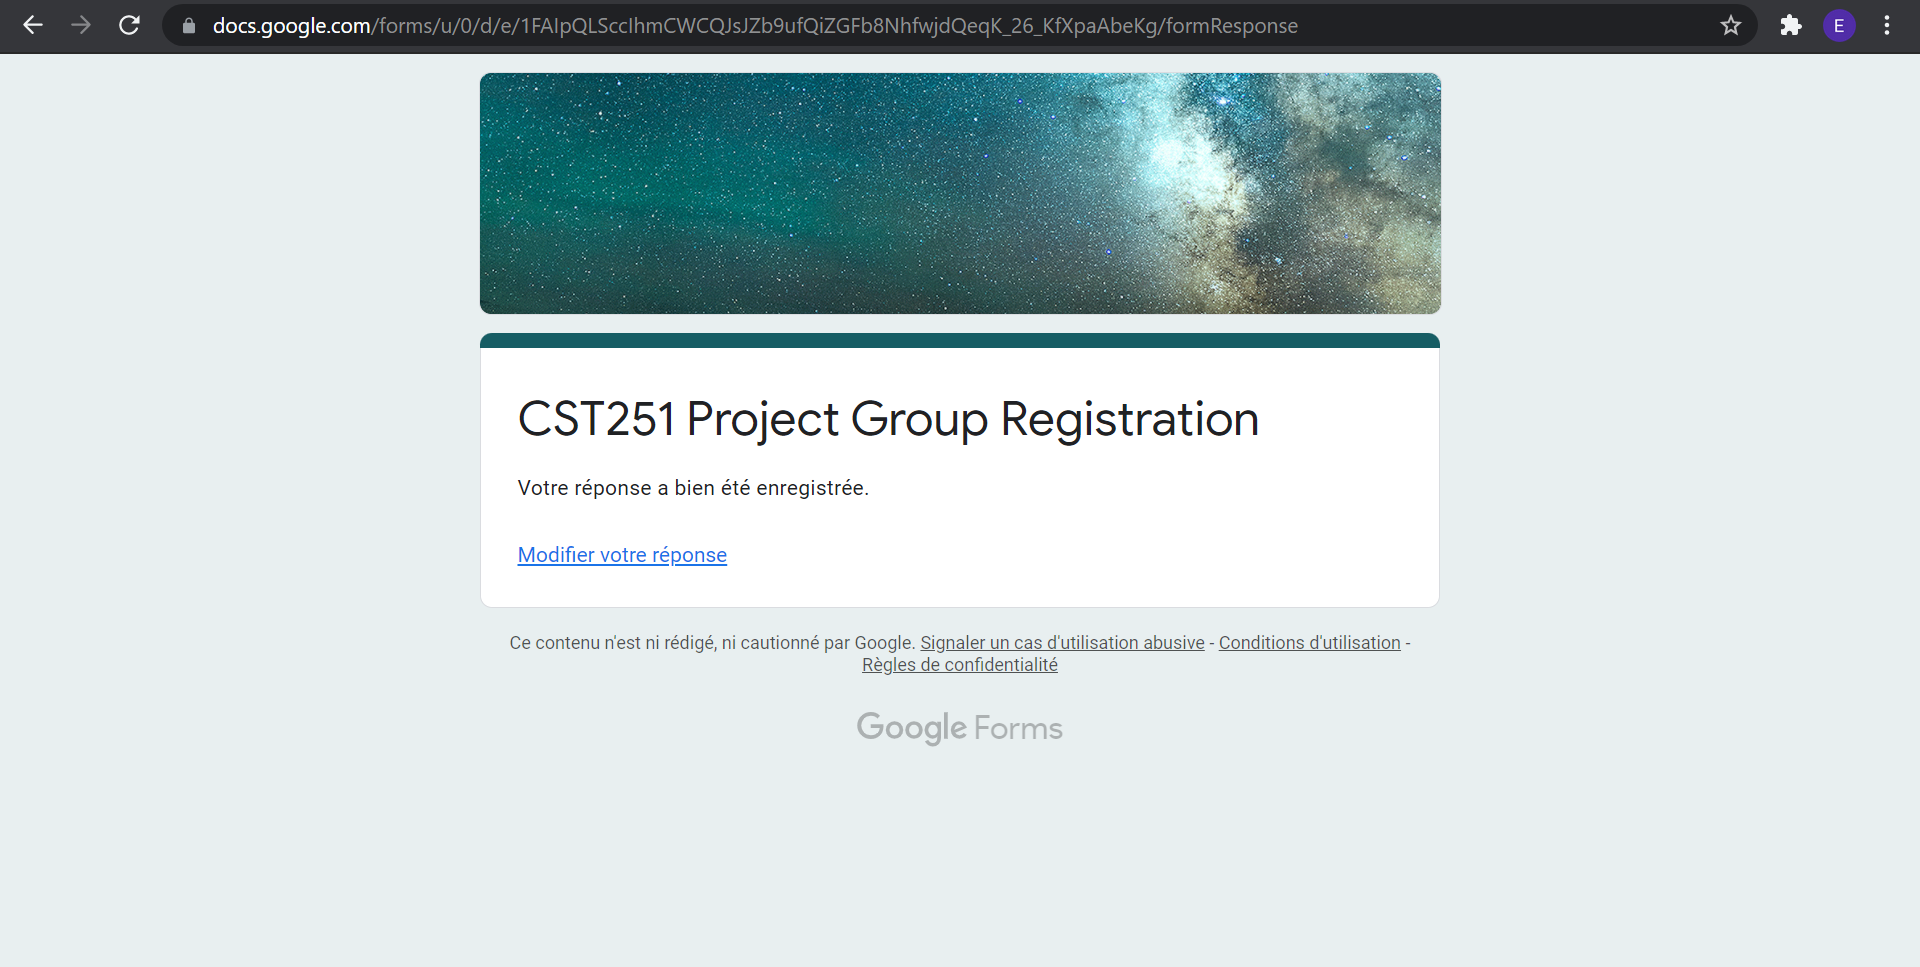 docs.google.com/forms/u/0/d/e/1FAIpQLSccIhmCWCQJsJZb9ufQiZGFb8NhfwjdQeqK_26_KfXpaAbeKg/formResponse
E
CST251 Project Group Registration
Votre réponse a bien été enregistrée.
Modifier votre réponse
Ce contenu n'est ni rédigé, ni cautionné par Google. Signaler un cas d'utilisation abusive - Conditions d'utilisation -
Règles de confidentialité
Google Forms